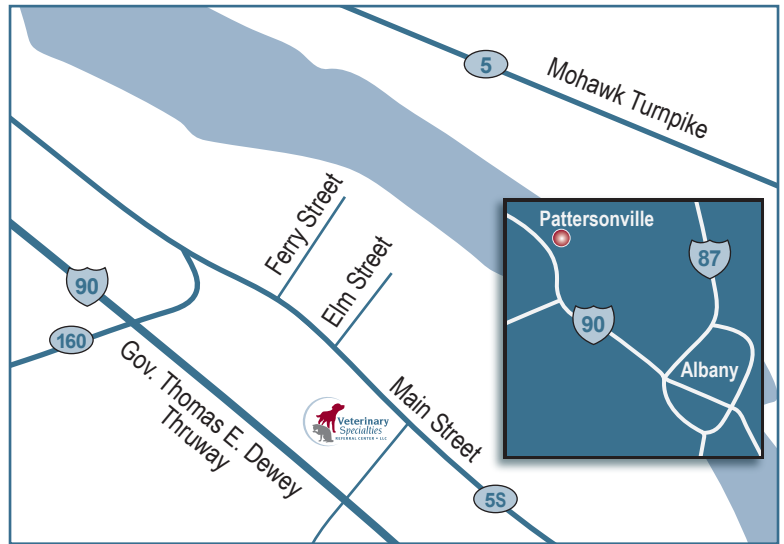 5
Mohawk Turnpike
Ferry Street
Elm Street
90
160
Gov. Thomas E. Dewey
Thruway
Veterinary
Specialties
REFERRAL CENTER • LLC
Main Street
5S
Pattersonville
87
90
Albany